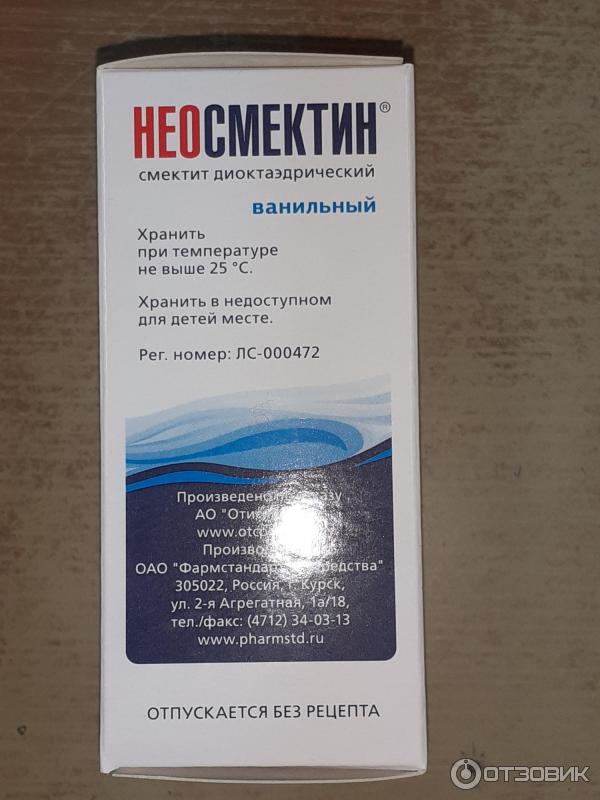 НЕОСМЕКТИН®
смектит диоктаэдрический
ванильный
Хранить
при температуре
не выше 25 °С.
Хранить в недоступном
для детей месте.
Рег. номер: ЛС-000472
АО
www.
ОАО
305022, Россия, г. Курск,
ул. 2-я Агрегатная, 1а/18,
тел./факс: (4712) 34-03-13
www.pharmstd.ru
ОТПУСКАЕТСЯ БЕЗ РЕЦЕПТА
ОТЗОВИК